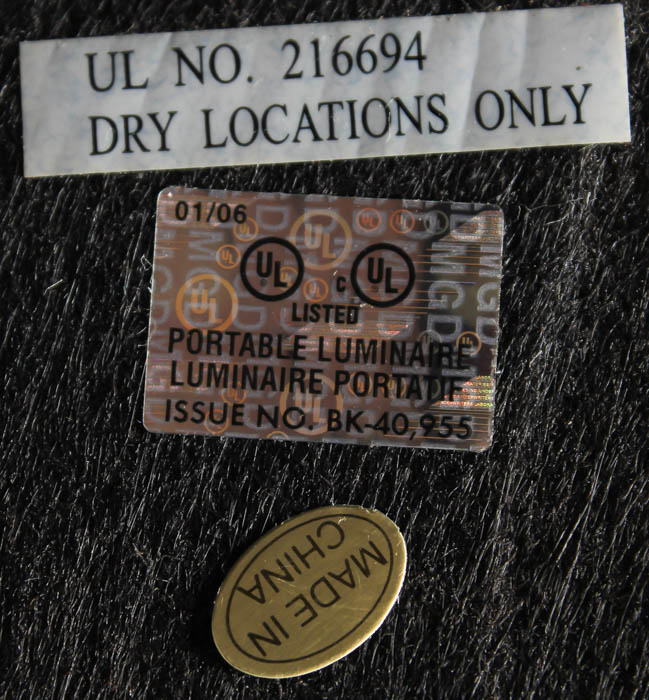 UL NO. 216694
DRY LOCATIONS ONLY
01/06
UL c UL
LISTED
PORTABLE LUMINAIRE
LUMINAIRE PORTATIF
ISSUE NO. BK-40,955
MADE IN
CHINA